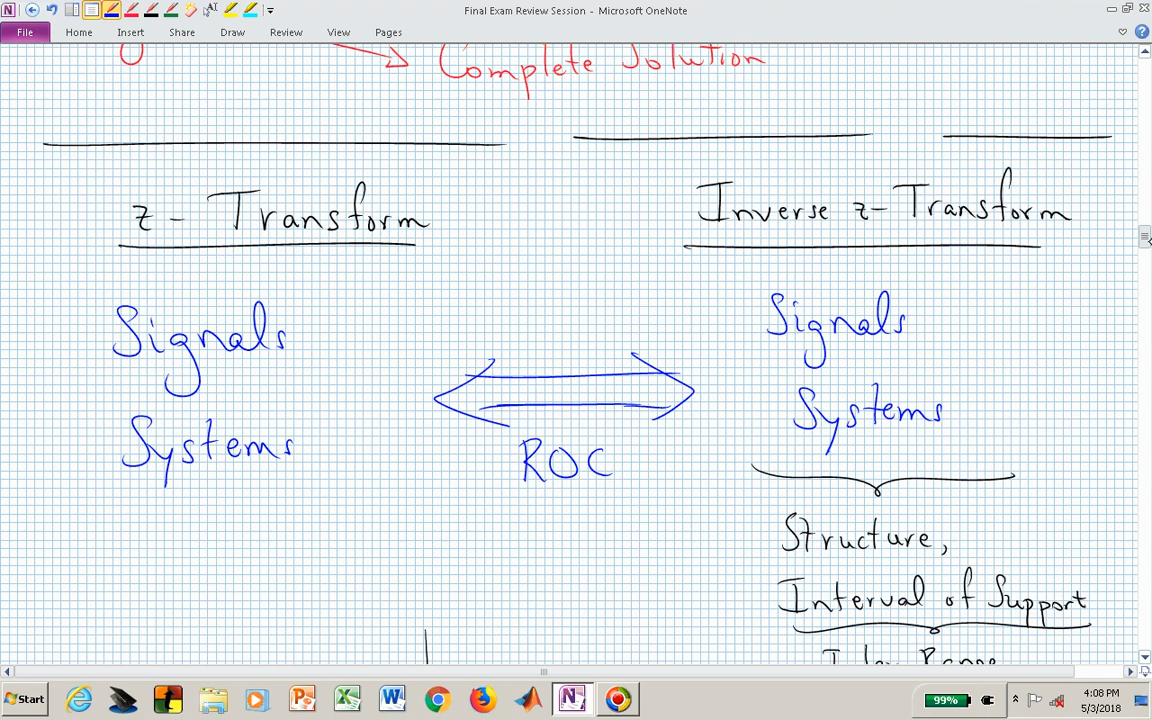 Final Exam Review Session - Microsoft OneNote
File Home Insert Share Draw Review View Pages
Complete Solution
z - Transform
Inverse z-Transform
Signals
Systems
ROC
Signals
Systems
Structure,
Interval of Support
Range
Start
99%
4:08 PM
5/3/2018